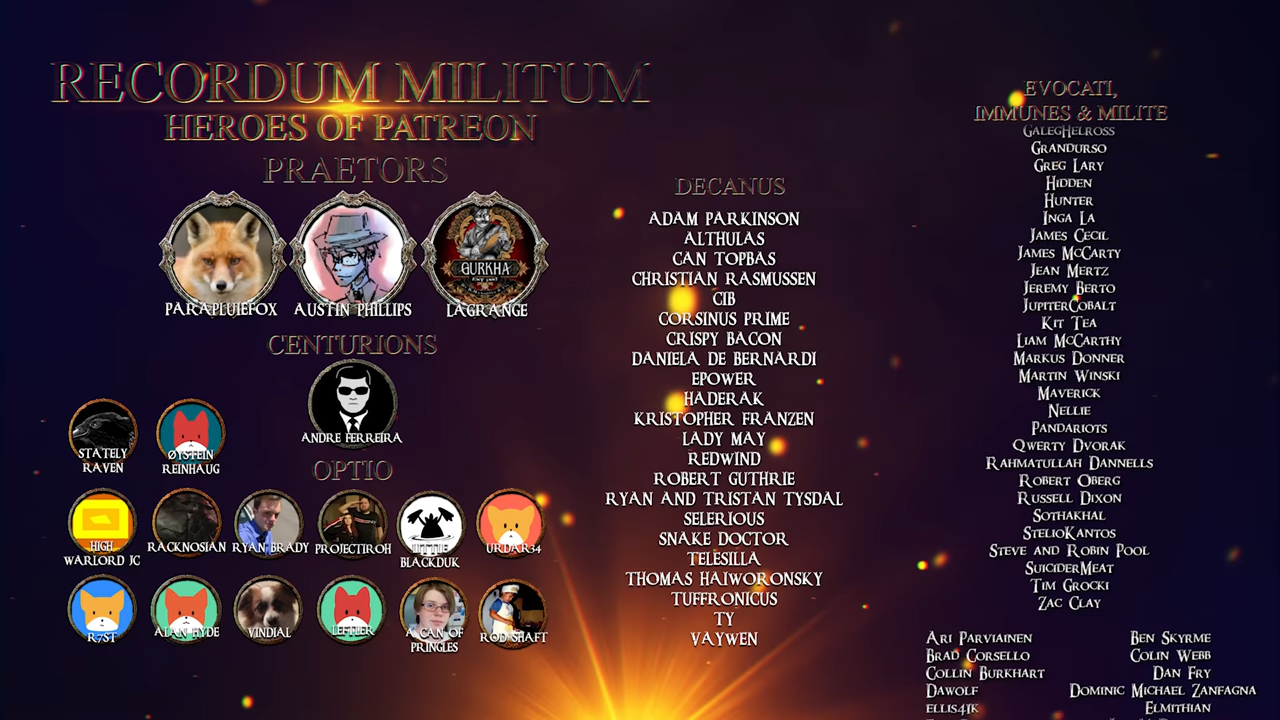 RECORDUM MILITUM
HEROES OF PATREON
PRAETORS
GURKHA
PARAPLUIEFOX
AUSTIN PHILLIPS
LAGRANGE
CENTURIONS
ANDRE FERREIRA
OPTIO
STATELY
RAVEN
ØYSTEIN
REINHAUG
HIGH
WARLORD JC
RACKNOSIAN
RYAN BRADY
PROJECTIROH
LITTLE
BLACKDUK
URDAR34
R7ST
ALAN HYDE
VINDIAL
LEFTLER
A CAN OF
PRINGLES
ROD SHAFT
DECANUS
ADAM PARKINSON
ALTHULAS
CAN TOPBAS
CHRISTIAN RASMUSSEN
CIB
CORSINUS PRIME
CRISPY BACON
DANIELA DE BERNARDI
EPOWER
HADERAK
KRISTOPHER FRANZEN
LADY MAY
REDWIND
ROBERT GUTHRIE
RYAN AND TRISTAN TYSDAL
SELERIOUS
SNAKE DOCTOR
TELESILLA
THOMAS HAIWORONSKY
TUFFRONICUS
TY
VAYWEN
EVOCATI,
IMMUNES & MILITE
GALEGHELROSS
GRANDURSO
GREG LARY
HIDDEN
HUNTER
INGA LA
JAMES CECIL
JAMES MCCARTY
JEAN MERTZ
JEREMY BERTO
JUPITERCOBALT
KIT TEA
LIAM MCCARTHY
MARKUS DONNER
MARTIN WINSKI
MAVERICK
NELLIE
PANDARIOTS
QWERTY DVORAK
RAHMATULLAH DANNELLS
ROBERT OBERG
RUSSELL DIXON
SOTHAKHAL
STELIOKANTOS
STEVE AND ROBIN POOL
SUICIDERMEAT
TIM GROCKI
ZAC CLAY
ARI PARVIAINEN
BEN SKYRME
BRAD CORSELLO
COLIN WEBB
COLLIN BURKHART
DAN FRY
DAWOLF
DOMINIC MICHAEL ZANFAGNA
ELLIS41K
ELMITHIAN